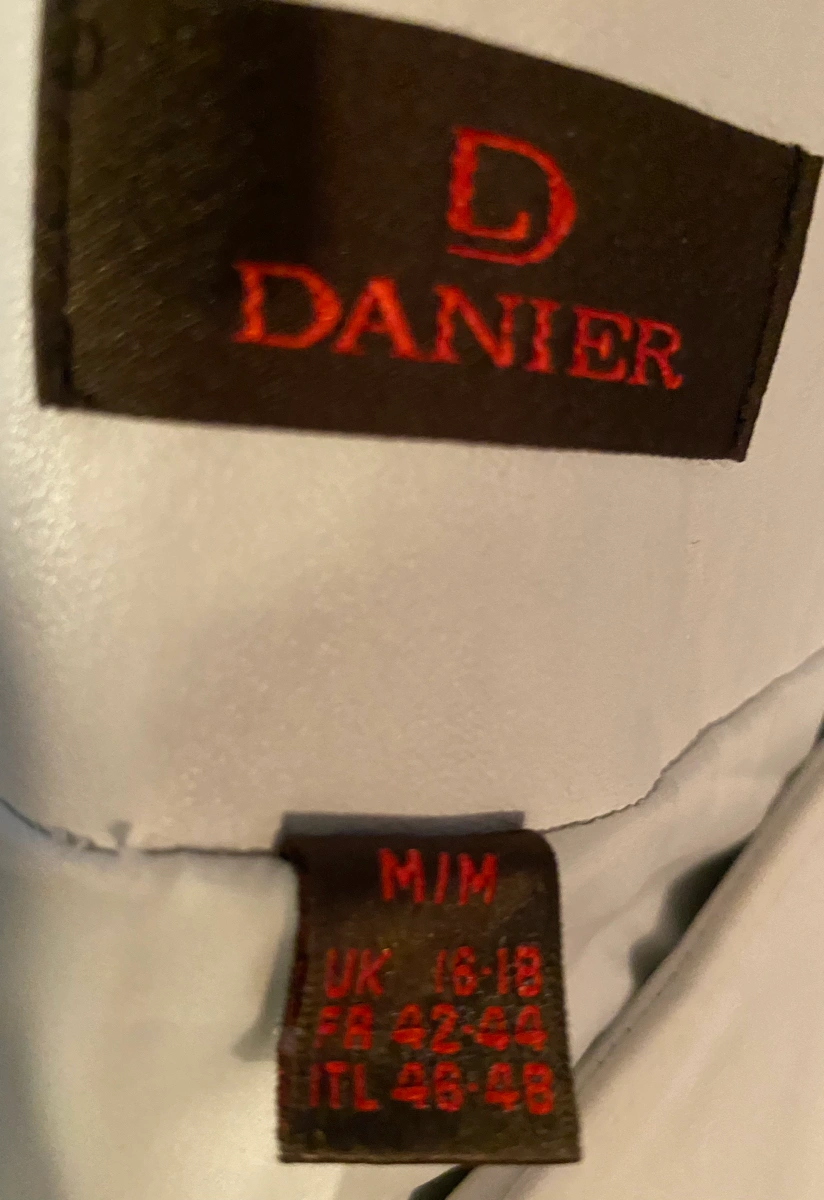 D
DANIER
M/M
UK 16-18
FR 42-44
ITL 46-48